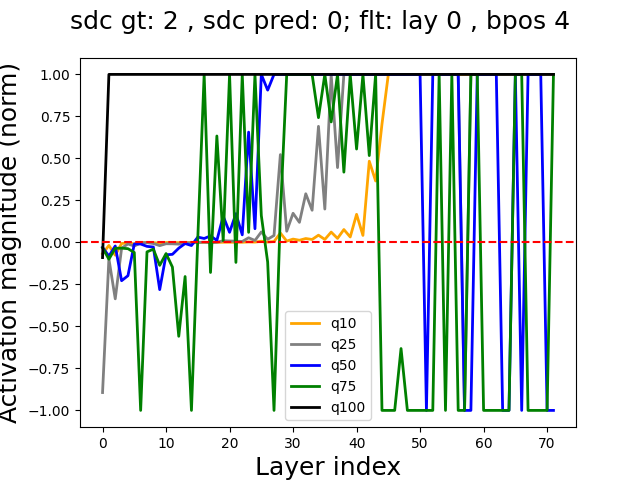 sdc gt: 2 , sdc pred: 0; flt: lay 0 , bpos 4
Activation magnitude (norm)
1.00
0.75
0.50
0.25
0.00
−0.25
−0.50
−0.75
−1.00
q10
q25
q50
q75
q100
0 10 20 30 40 50 60 70
Layer index